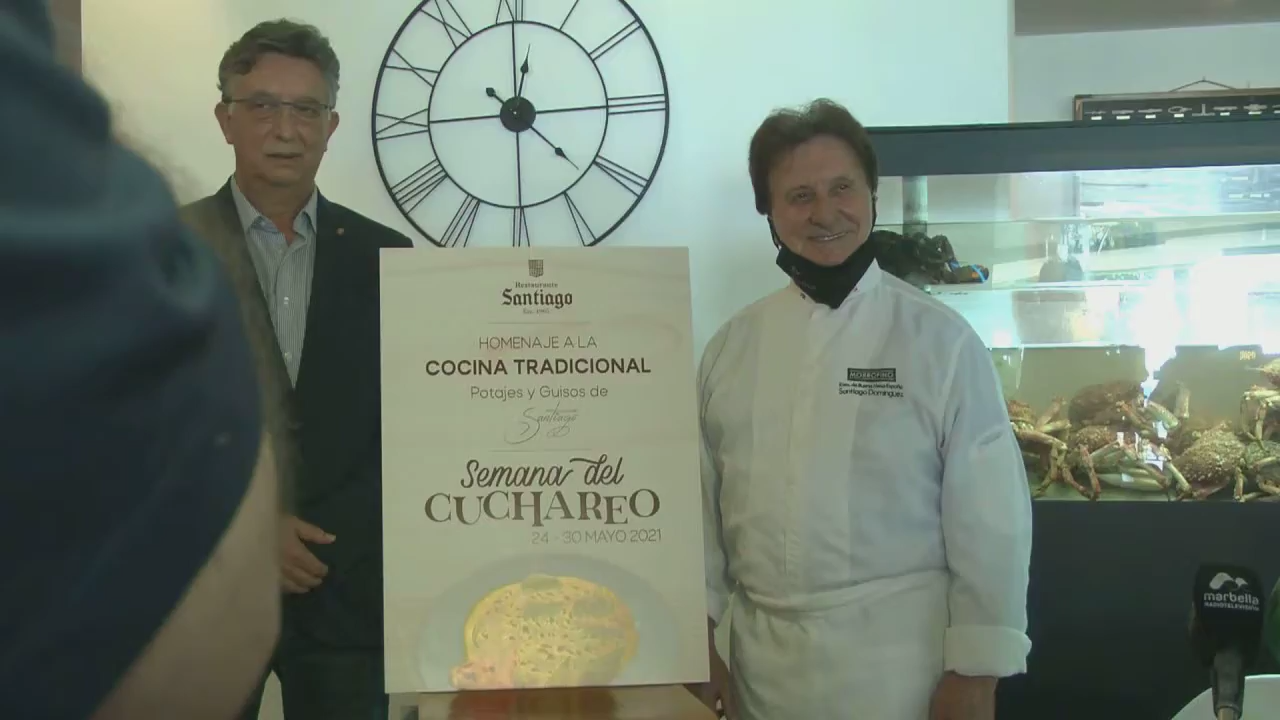 Restaurante
Santiago
HOMENAJE A LA
COCINA TRADICIONAL
Potajes y Guisos de
Santiago
Semana del
CUCHAREO
24 - 30 MAYO 2021
MORROFINO
Santiago Domínguez
marbella
RADIOTELEVISIÓN